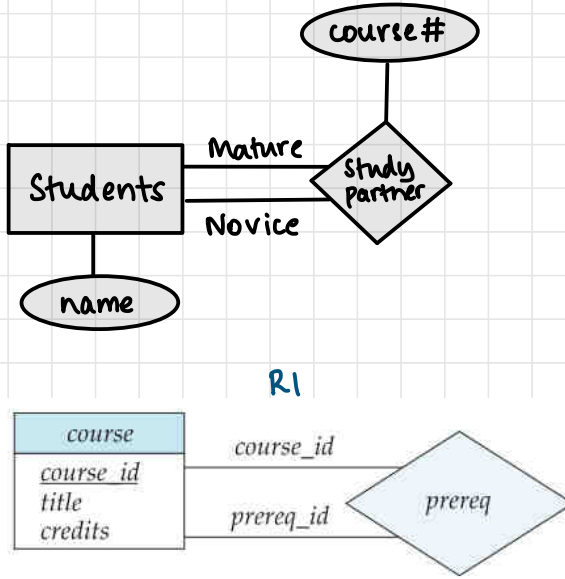 course#
Mature
Students
Study
partner
Novice
name
R1
course
course_id
title
credits
course_id
prereq_id
prereq